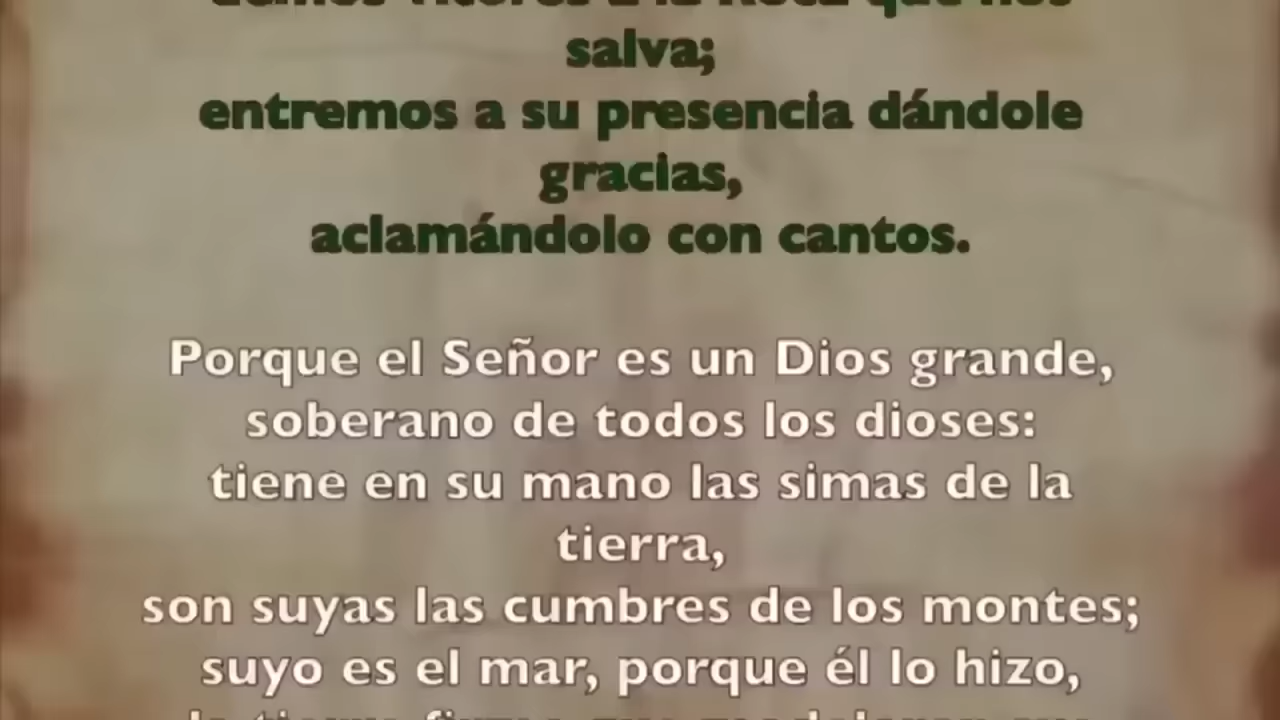 salva;
entremos a su presencia dándole
gracias,
aclamándolo con cantos.
Porque el Señor es un Dios grande,
soberano de todos los dioses:
tiene en su mano las simas de la
tierra,
son suyas las cumbres de los montes;
suyo es el mar, porque él lo hizo,